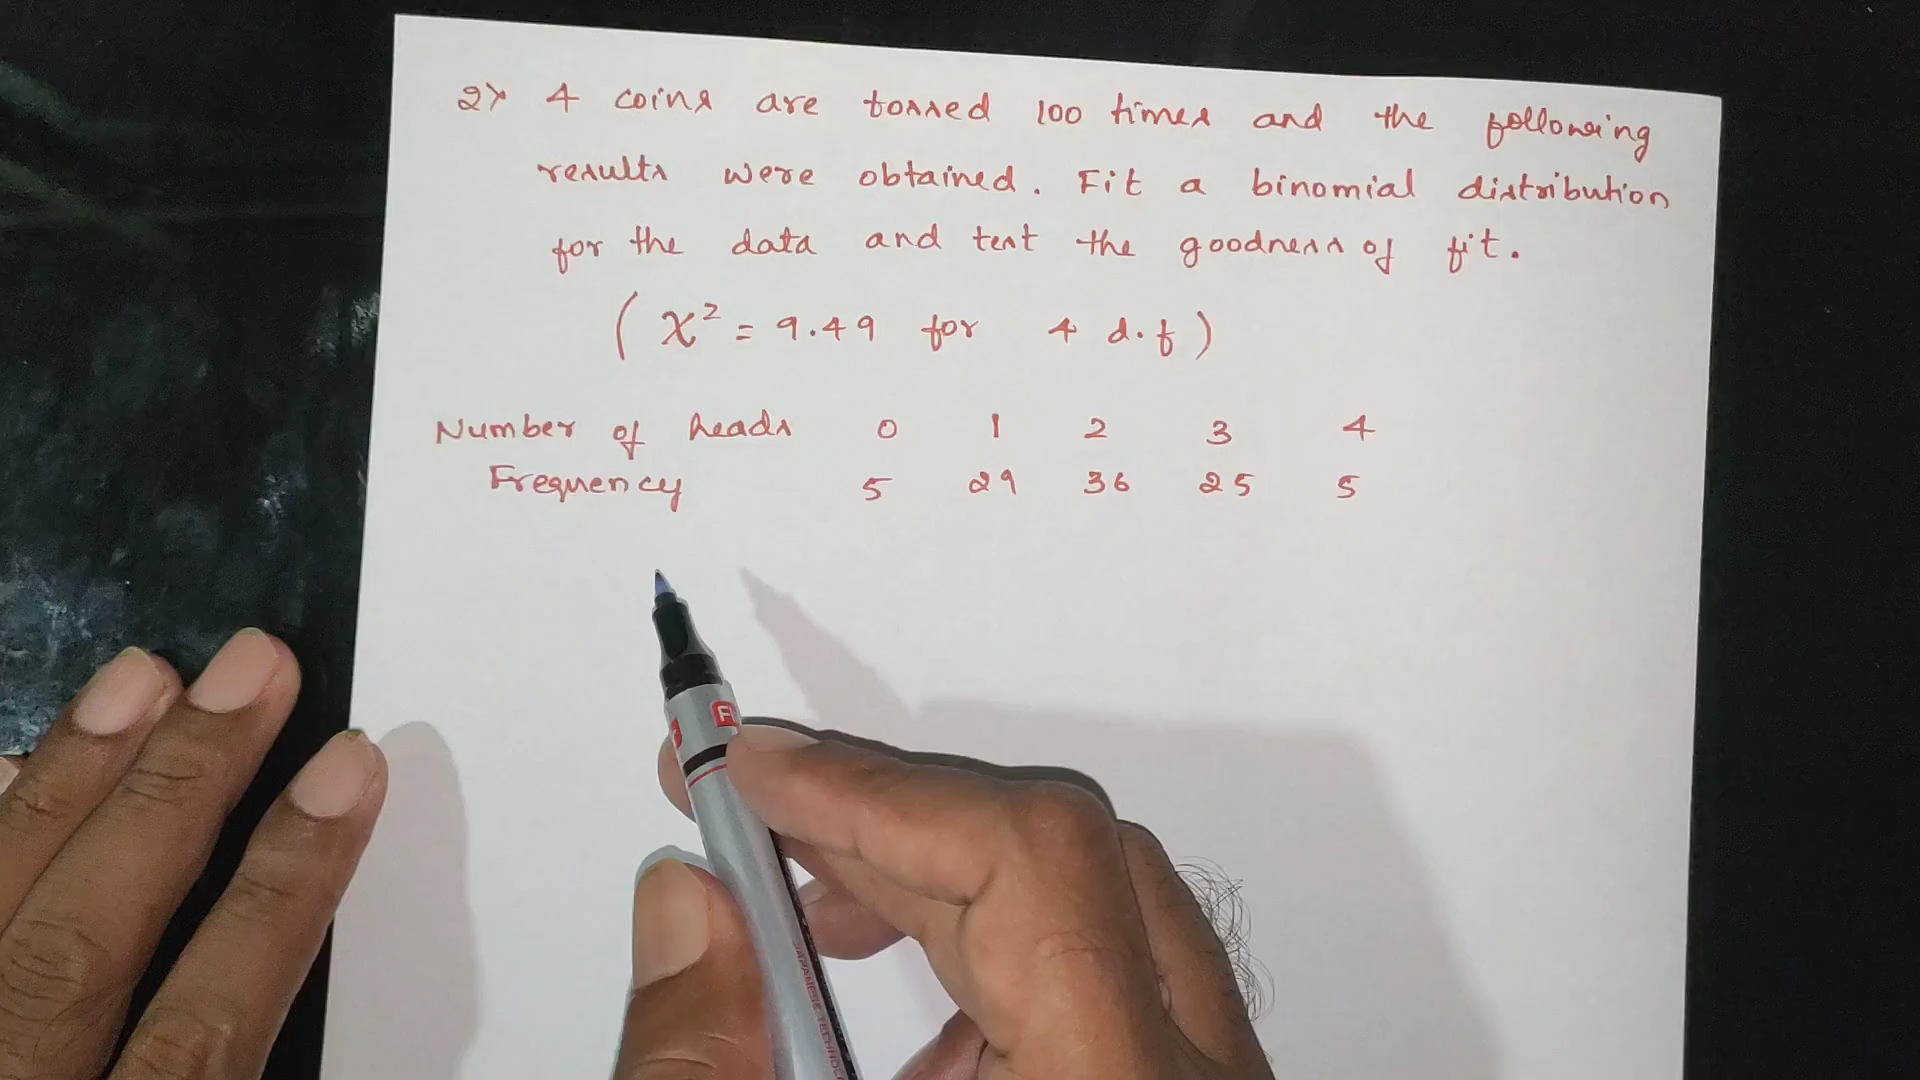 2> 4 coins are tossed 100 times and the following
results were obtained. Fit a binomial distribution
for the data and test the goodness of fit.
( χ² = 9.49 for 4 d.f )
Number of heads 0 1 2 3 4
Frequency 5 29 36 25 5